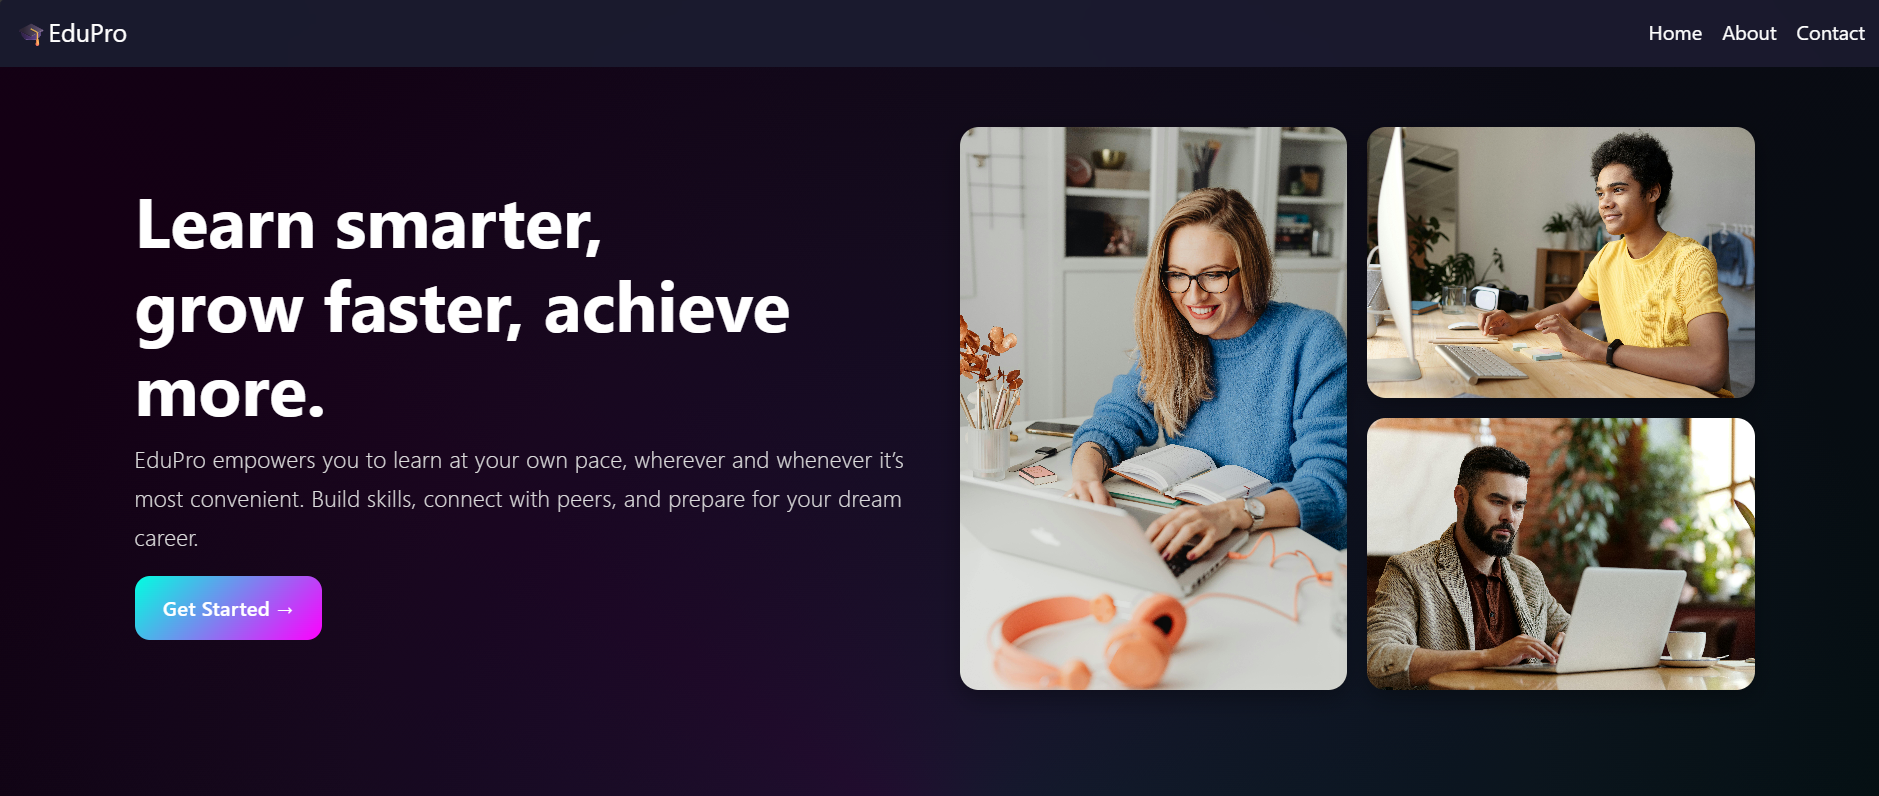 EduPro
Home About Contact
Learn smarter,
grow faster, achieve
more.
EduPro empowers you to learn at your own pace, wherever and whenever it’s
most convenient. Build skills, connect with peers, and prepare for your dream
career.
Get Started →